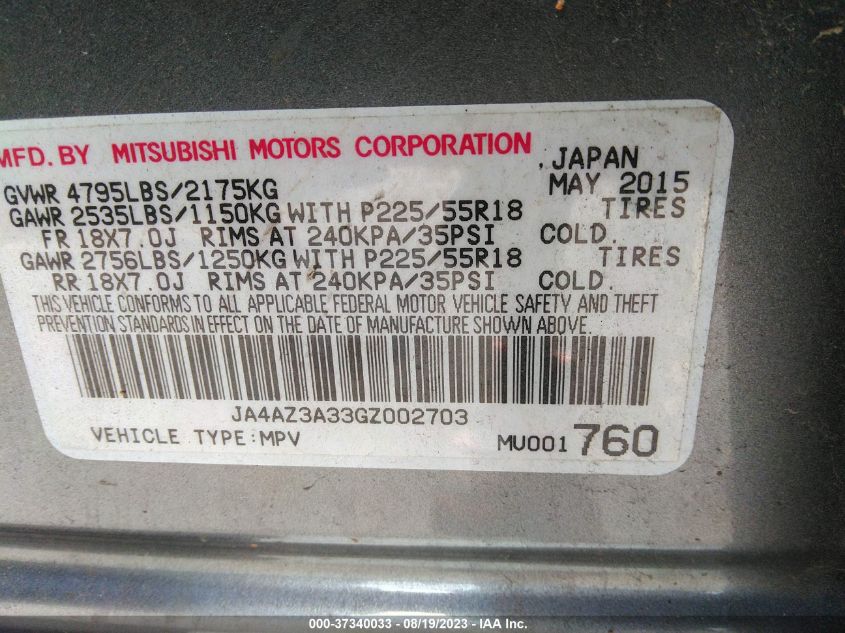 MFD. BY MITSUBISHI MOTORS CORPORATION , JAPAN
GVWR 4795LBS/2175KG MAY 2015
GAWR 2535LBS/1150KG WITH P225/55R18 TIRES
FR 18X7.0J RIMS AT 240KPA/35PSI COLD.
GAWR 2756LBS/1250KG WITH P225/55R18 TIRES
RR 18X7.0J RIMS AT 240KPA/35PSI COLD.
THIS VEHICLE CONFORMS TO ALL APPLICABLE FEDERAL MOTOR VEHICLE SAFETY AND THEFT
PREVENTION STANDARDS IN EFFECT ON THE DATE OF MANUFACTURE SHOWN ABOVE.
JA4AZ3A33GZ002703
VEHICLE TYPE:MPV MU001 760
000-37340033 - 08/19/2023 - IAA Inc.